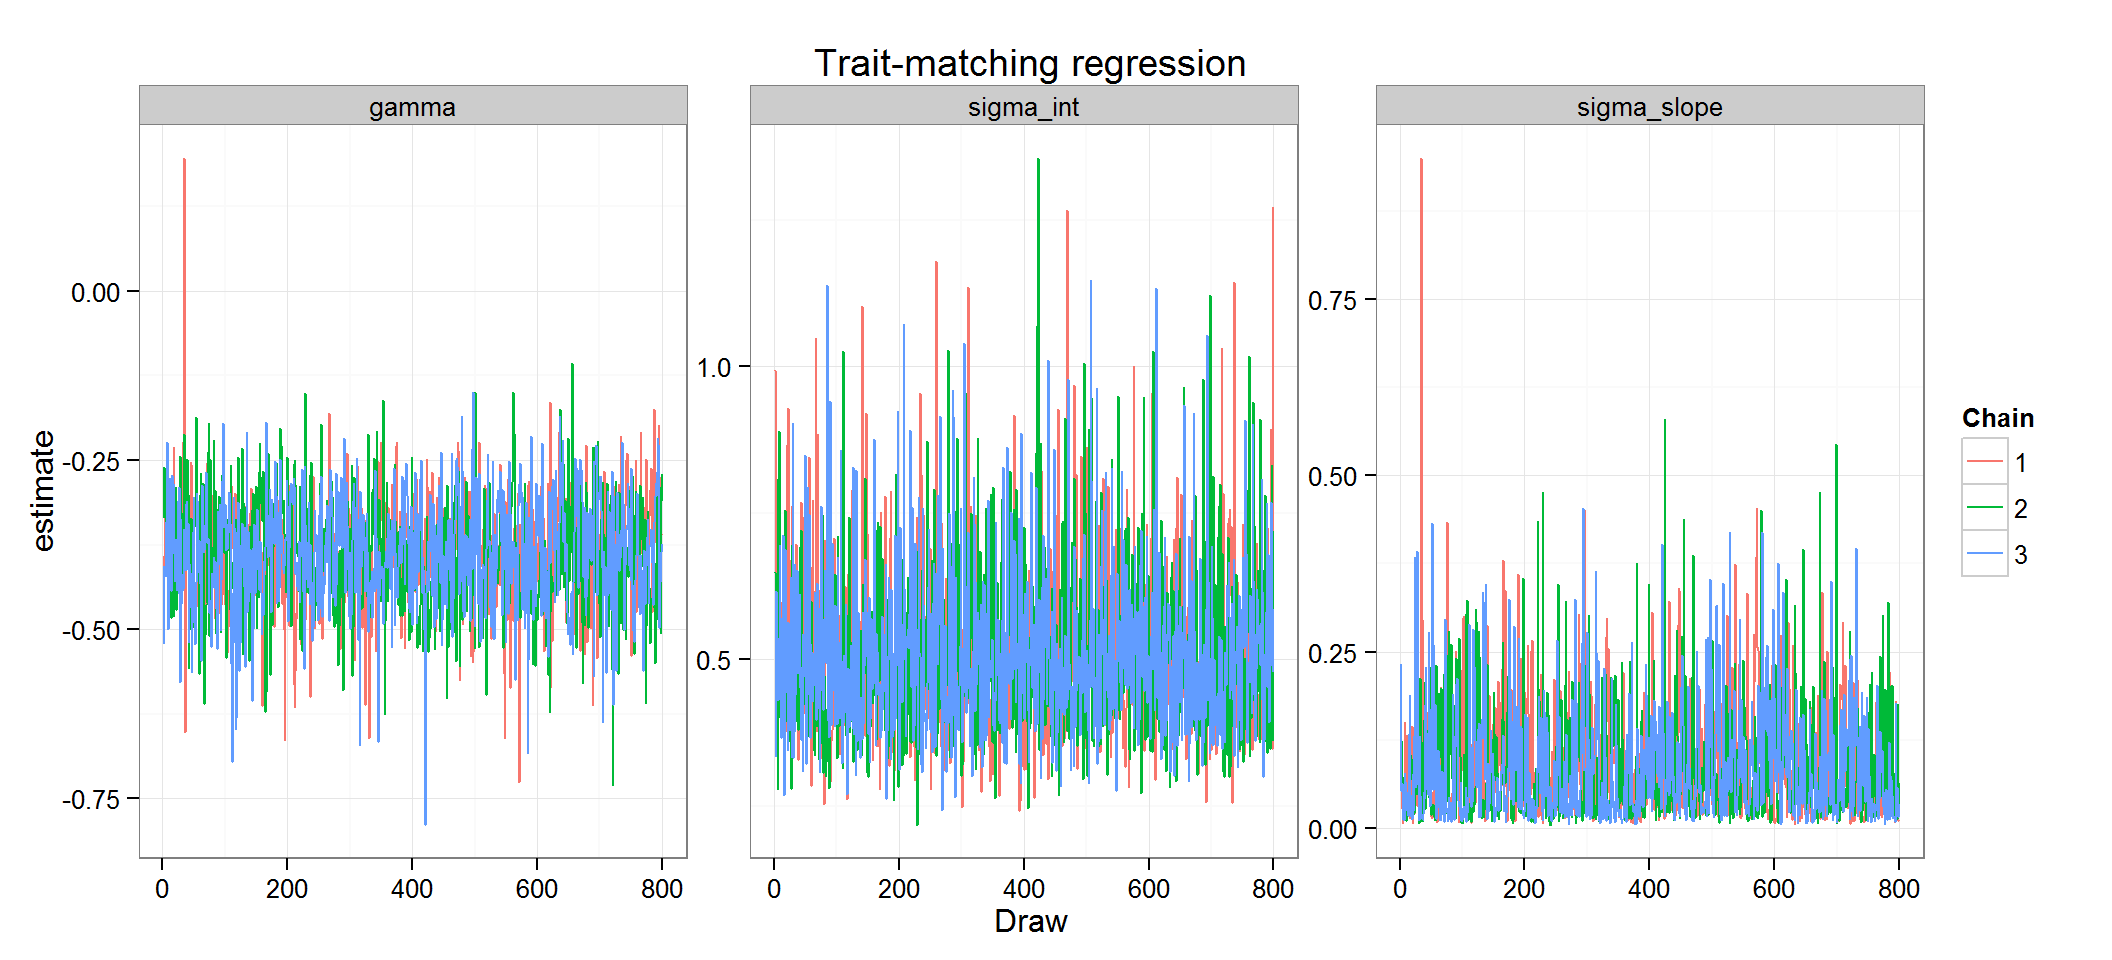 Trait-matching regression
gamma
sigma_int
sigma_slope
estimate
0.00
-0.25
-0.50
-0.75
1.0
0.5
0.75
0.50
0.25
0.00
0 200 400 600 800
0 200 400 600 800
0 200 400 600 800
Draw
Chain
1
2
3